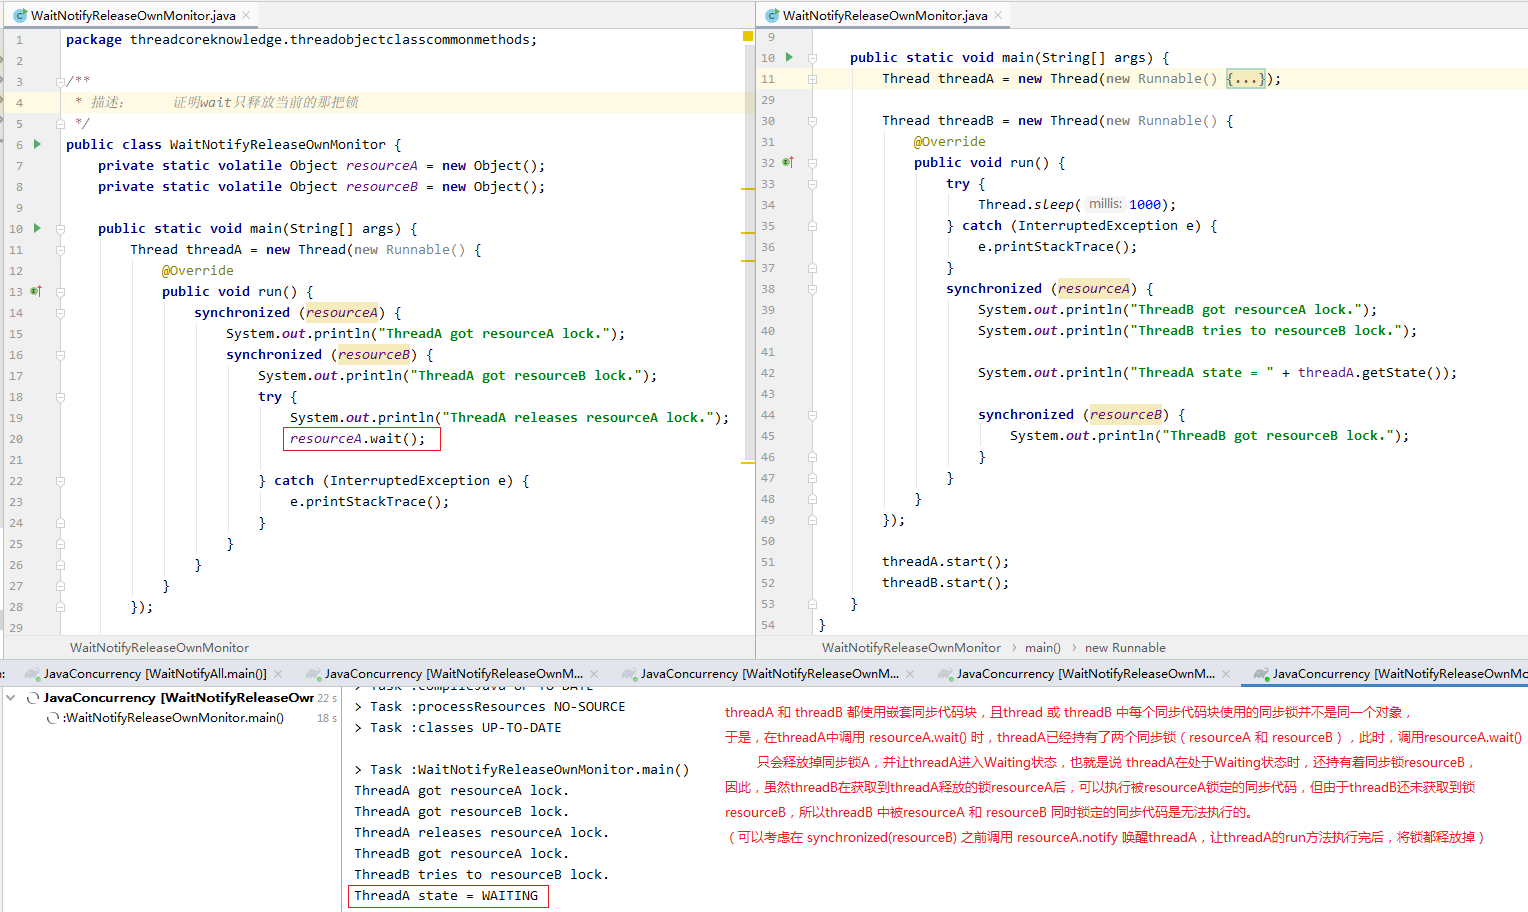 WaitNotifyReleaseOwnMonitor.java
1 package threadcoreknowledge.threadobjectclasscommonmethods;
2
3 /**
4 * 描述: 证明wait只释放当前的那把锁
5 */
6 public class WaitNotifyReleaseOwnMonitor {
7 private static volatile Object resourceA = new Object();
8 private static volatile Object resourceB = new Object();
9
10 public static void main(String[] args) {
11 Thread threadA = new Thread(new Runnable() {
12 @Override
13 public void run() {
14 synchronized (resourceA) {
15 System.out.println("ThreadA got resourceA lock.");
16 synchronized (resourceB) {
17 System.out.println("ThreadA got resourceB lock.");
18 try {
19 System.out.println("ThreadA releases resourceA lock.");
20 resourceA.wait();
21
22 } catch (InterruptedException e) {
23 e.printStackTrace();
24 }
25 }
26 }
27 }
28 });
29
WaitNotifyReleaseOwnMonitor
WaitNotifyReleaseOwnMonitor.java
9
10 public static void main(String[] args) {
11 Thread threadA = new Thread(new Runnable() {...});
29
30 Thread threadB = new Thread(new Runnable() {
31 @Override
32 public void run() {
33 try {
34 Thread.sleep( millis: 1000);
35 } catch (InterruptedException e) {
36 e.printStackTrace();
37 }
38 synchronized (resourceA) {
39 System.out.println("ThreadB got resourceA lock.");
40 System.out.println("ThreadB tries to resourceB lock.");
41
42 System.out.println("ThreadA state = " + threadA.getState());
43
44 synchronized (resourceB) {
45 System.out.println("ThreadB got resourceB lock.");
46 }
47 }
48 }
49 });
50
51 threadA.start();
52 threadB.start();
53 }
54 }
WaitNotifyReleaseOwnMonitor > main() > new Runnable
JavaConcurrency [WaitNotifyAll.main()] JavaConcurrency [WaitNotifyReleaseOwnM... JavaConcurrency [WaitNotifyReleaseOwnM... JavaConcurrency [WaitNotifyReleaseOwnM... JavaConcurrency [WaitNotifyReleaseOwnMo
JavaConcurrency [WaitNotifyReleaseOwr 22 s
:WaitNotifyReleaseOwnMonitor.main() 18 s
> Task :compileJava UP-TO-DATE
> Task :processResources NO-SOURCE
> Task :classes UP-TO-DATE
> Task :WaitNotifyReleaseOwnMonitor.main()
ThreadA got resourceA lock.
ThreadA got resourceB lock.
ThreadA releases resourceA lock.
ThreadB got resourceA lock.
ThreadB tries to resourceB lock.
ThreadA state = WAITING
threadA 和 threadB 都使用嵌套同步代码块，且thread 或 threadB 中每个同步代码块使用的同步锁并不是同一个对象，
于是，在threadA中调用 resourceA.wait() 时，threadA已经持有了两个同步锁（resourceA 和 resourceB），此时，调用resourceA.wait()
只会释放掉同步锁A，并让threadA进入Waiting状态，也就是说 threadA在处于Waiting状态时，还持有着同步锁resourceB，
因此，虽然threadB在获取到threadA释放的锁resourceA后，可以执行被resourceA锁定的同步代码，但由于threadB还未获取到锁
resourceB，所以threadB 中被resourceA 和 resourceB 同时锁定的同步代码是无法执行的。
（可以考虑在 synchronized(resourceB) 之前调用 resourceA.notify 唤醒threadA，让threadA的run方法执行完后，将锁都释放掉）